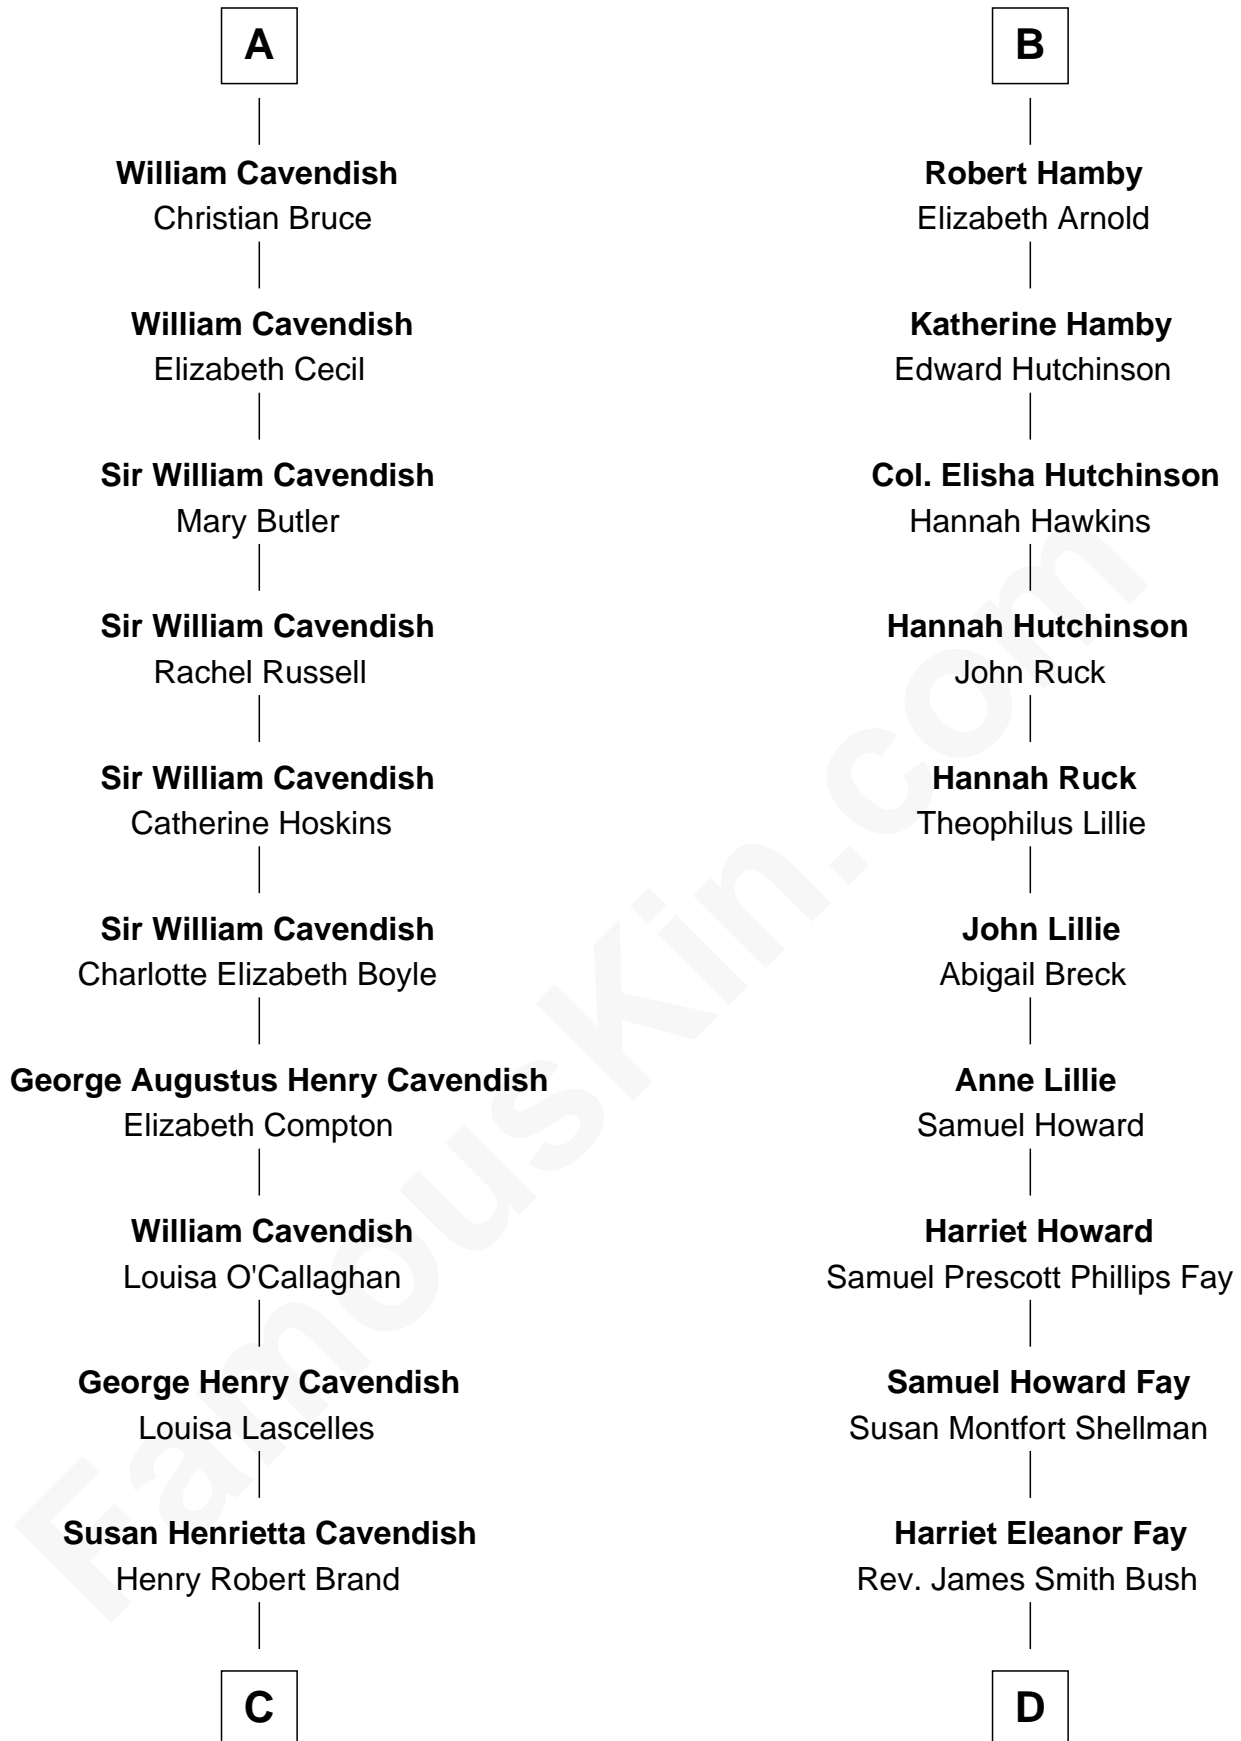 A
William Cavendish
Christian Bruce
William Cavendish
Elizabeth Cecil
Sir William Cavendish
Mary Butler
Sir William Cavendish
Rachel Russell
Sir William Cavendish
Catherine Hoskins
Sir William Cavendish
Charlotte Elizabeth Boyle
George Augustus Henry Cavendish
Elizabeth Compton
William Cavendish
Louisa O'Callaghan
George Henry Cavendish
Louisa Lascelles
Susan Henrietta Cavendish
Henry Robert Brand
C
B
Robert Hamby
Elizabeth Arnold
Katherine Hamby
Edward Hutchinson
Col. Elisha Hutchinson
Hannah Hawkins
Hannah Hutchinson
John Ruck
Hannah Ruck
Theophilus Lillie
John Lillie
Abigail Breck
Anne Lillie
Samuel Howard
Harriet Howard
Samuel Prescott Phillips Fay
Samuel Howard Fay
Susan Montfort Shellman
Harriet Eleanor Fay
Rev. James Smith Bush
D
FamousKin.com